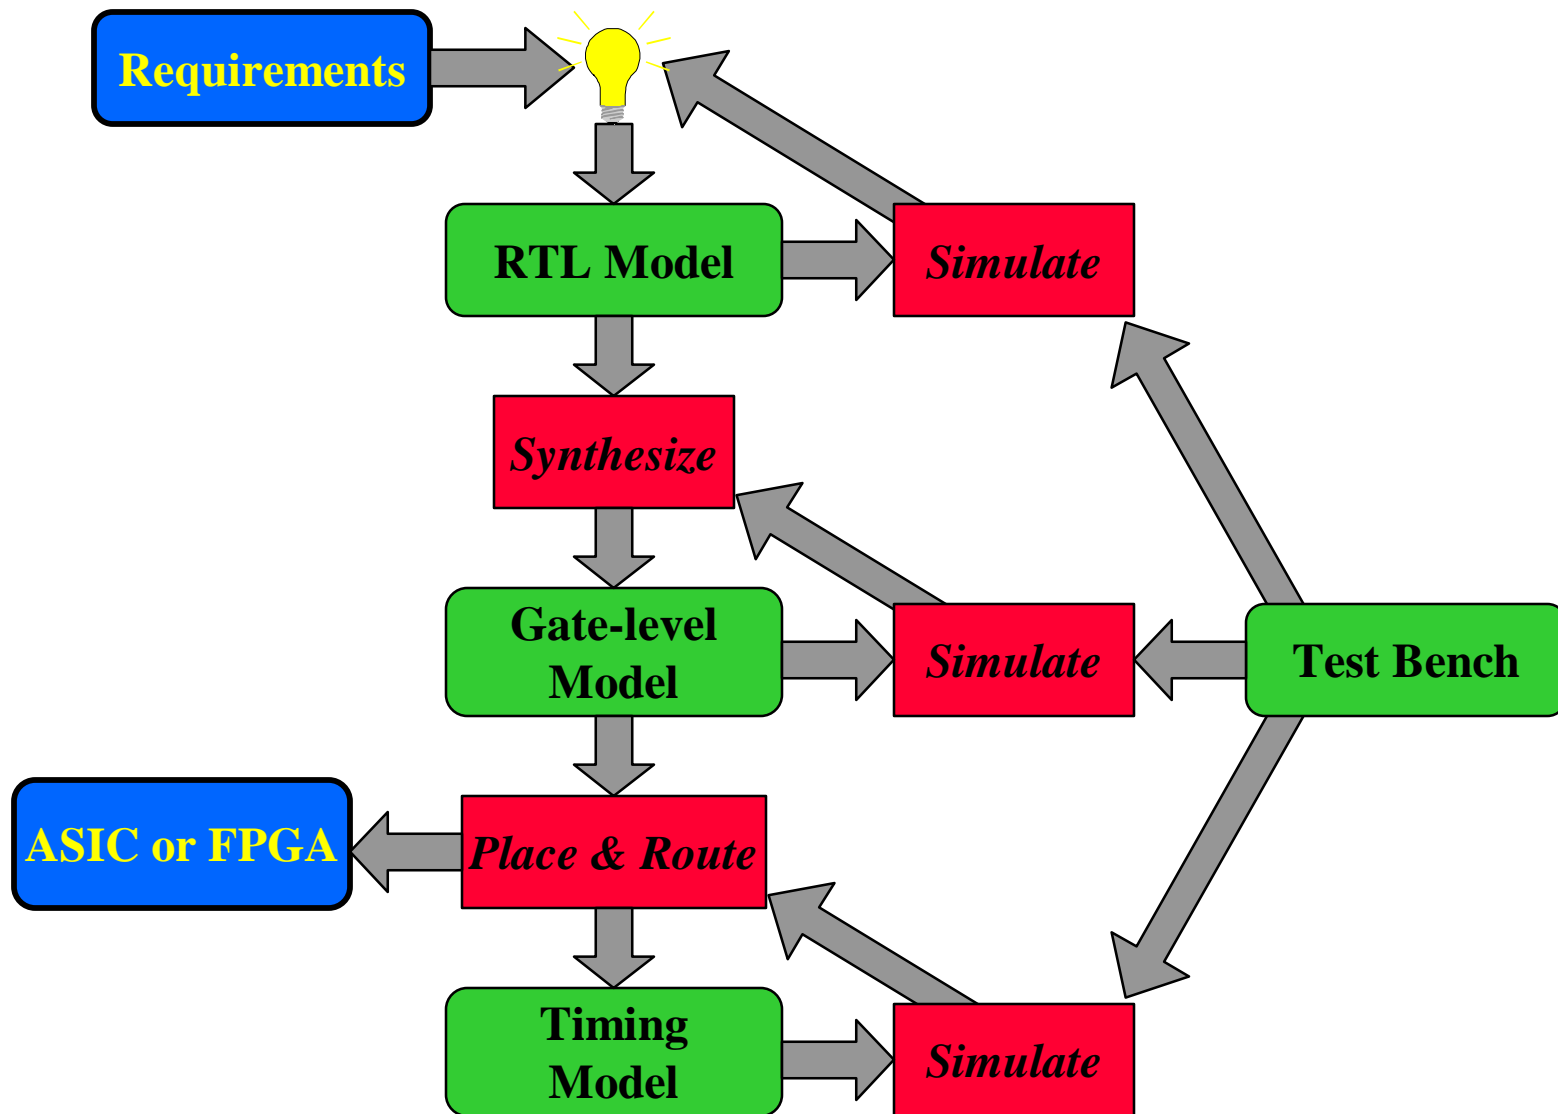 Requirements
RTL Model
Simulate
Synthesize
Gate-level
Model
Simulate
Test Bench
ASIC or FPGA
Place & Route
Timing
Model
Simulate